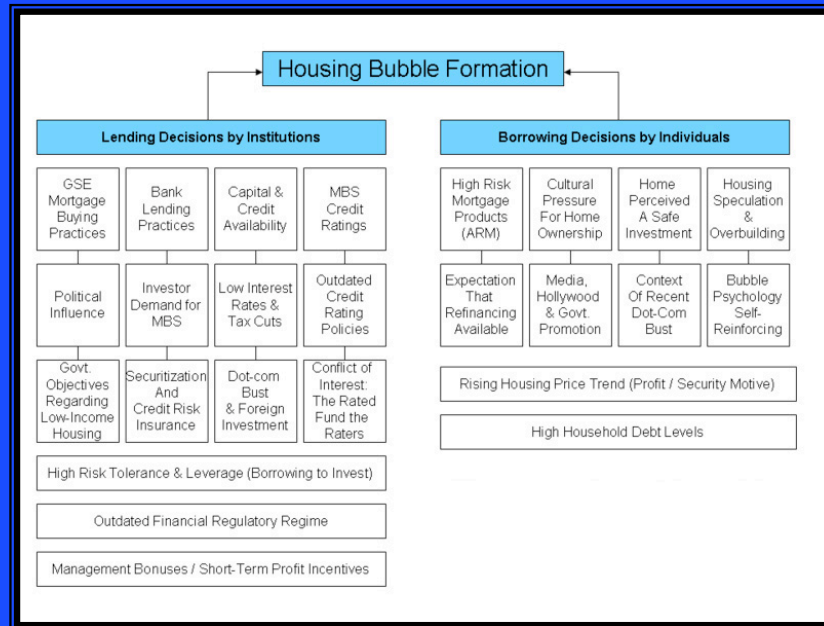 Housing Bubble Formation
Lending Decisions by Institutions
Borrowing Decisions by Individuals
GSE
Mortgage
Buying
Practices
Bank
Lending
Practices
Capital &
Credit
Availability
MBS
Credit
Ratings
Political
Influence
Investor
Demand for
MBS
Low Interest
Rates &
Tax Cuts
Outdated
Credit
Rating
Policies
Govt.
Objectives
Regarding
Low-Income
Housing
Securitization
And
Credit Risk
Insurance
Dot-com
Bust
& Foreign
Investment
Conflict of
Interest:
The Rated
Fund the
Raters
High Risk Tolerance & Leverage (Borrowing to Invest)
Outdated Financial Regulatory Regime
Management Bonuses / Short-Term Profit Incentives
High Risk
Mortgage
Products
(ARM)
Cultural
Pressure
For Home
Ownership
Home
Perceived
A Safe
Investment
Housing
Speculation
&
Overbuilding
Expectation
That
Refinancing
Available
Media,
Hollywood
& Govt.
Promotion
Context
Of Recent
Dot-Com
Bust
Bubble
Psychology
Self-
Reinforcing
Rising Housing Price Trend (Profit / Security Motive)
High Household Debt Levels